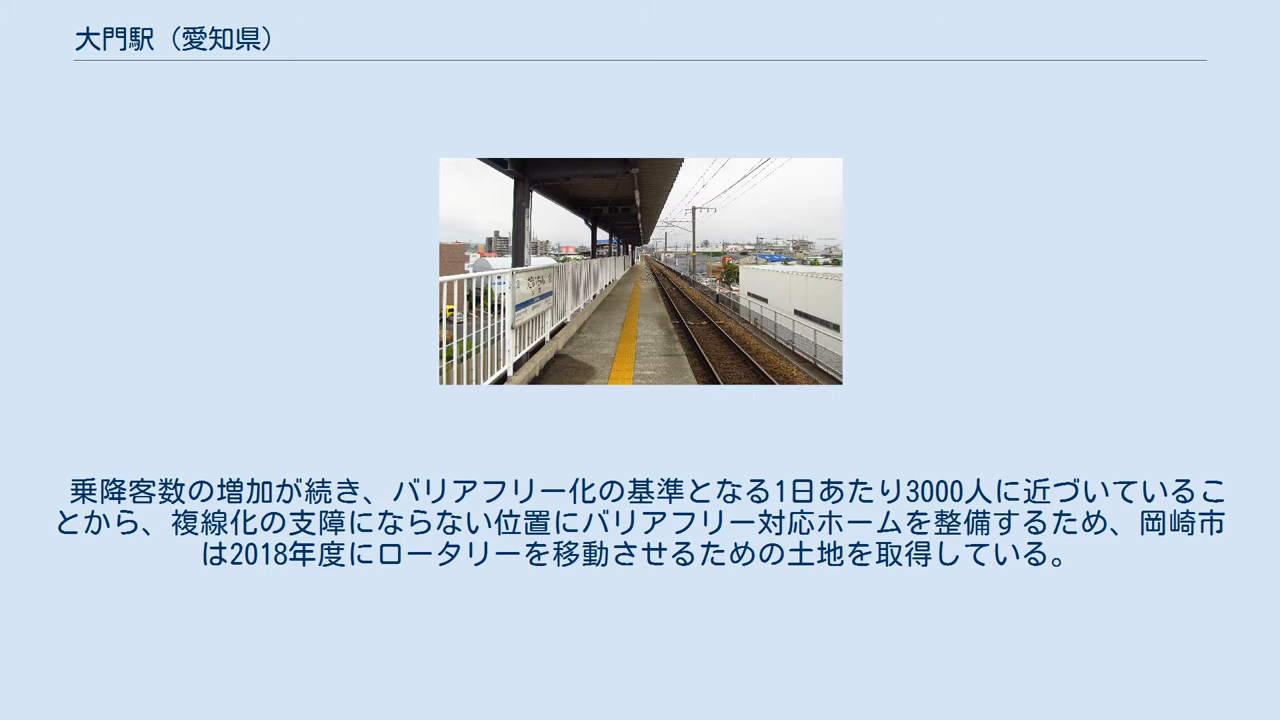 大門駅（愛知県）
乗降客数の増加が続き、バリアフリー化の基準となる1日あたり3000人に近づいているこ
とから、複線化の支障にならない位置にバリアフリー対応ホームを整備するため、岡崎市
は2018年度にロータリーを移動させるための土地を取得している。